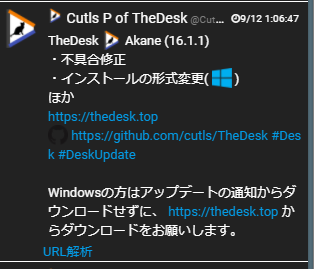 Cutls P of TheDesk @Cut... 9/12 1:06:47
TheDesk Akane (16.1.1)
・不具合修正
・インストールの形式変更( )
ほか
https://thedesk.top
https://github.com/cutls/TheDesk #Des
k #DeskUpdate
Windowsの方はアップデートの通知からダ
ウンロードせずに、 https://thedesk.top か
らダウンロードをお願いします。
URL解析